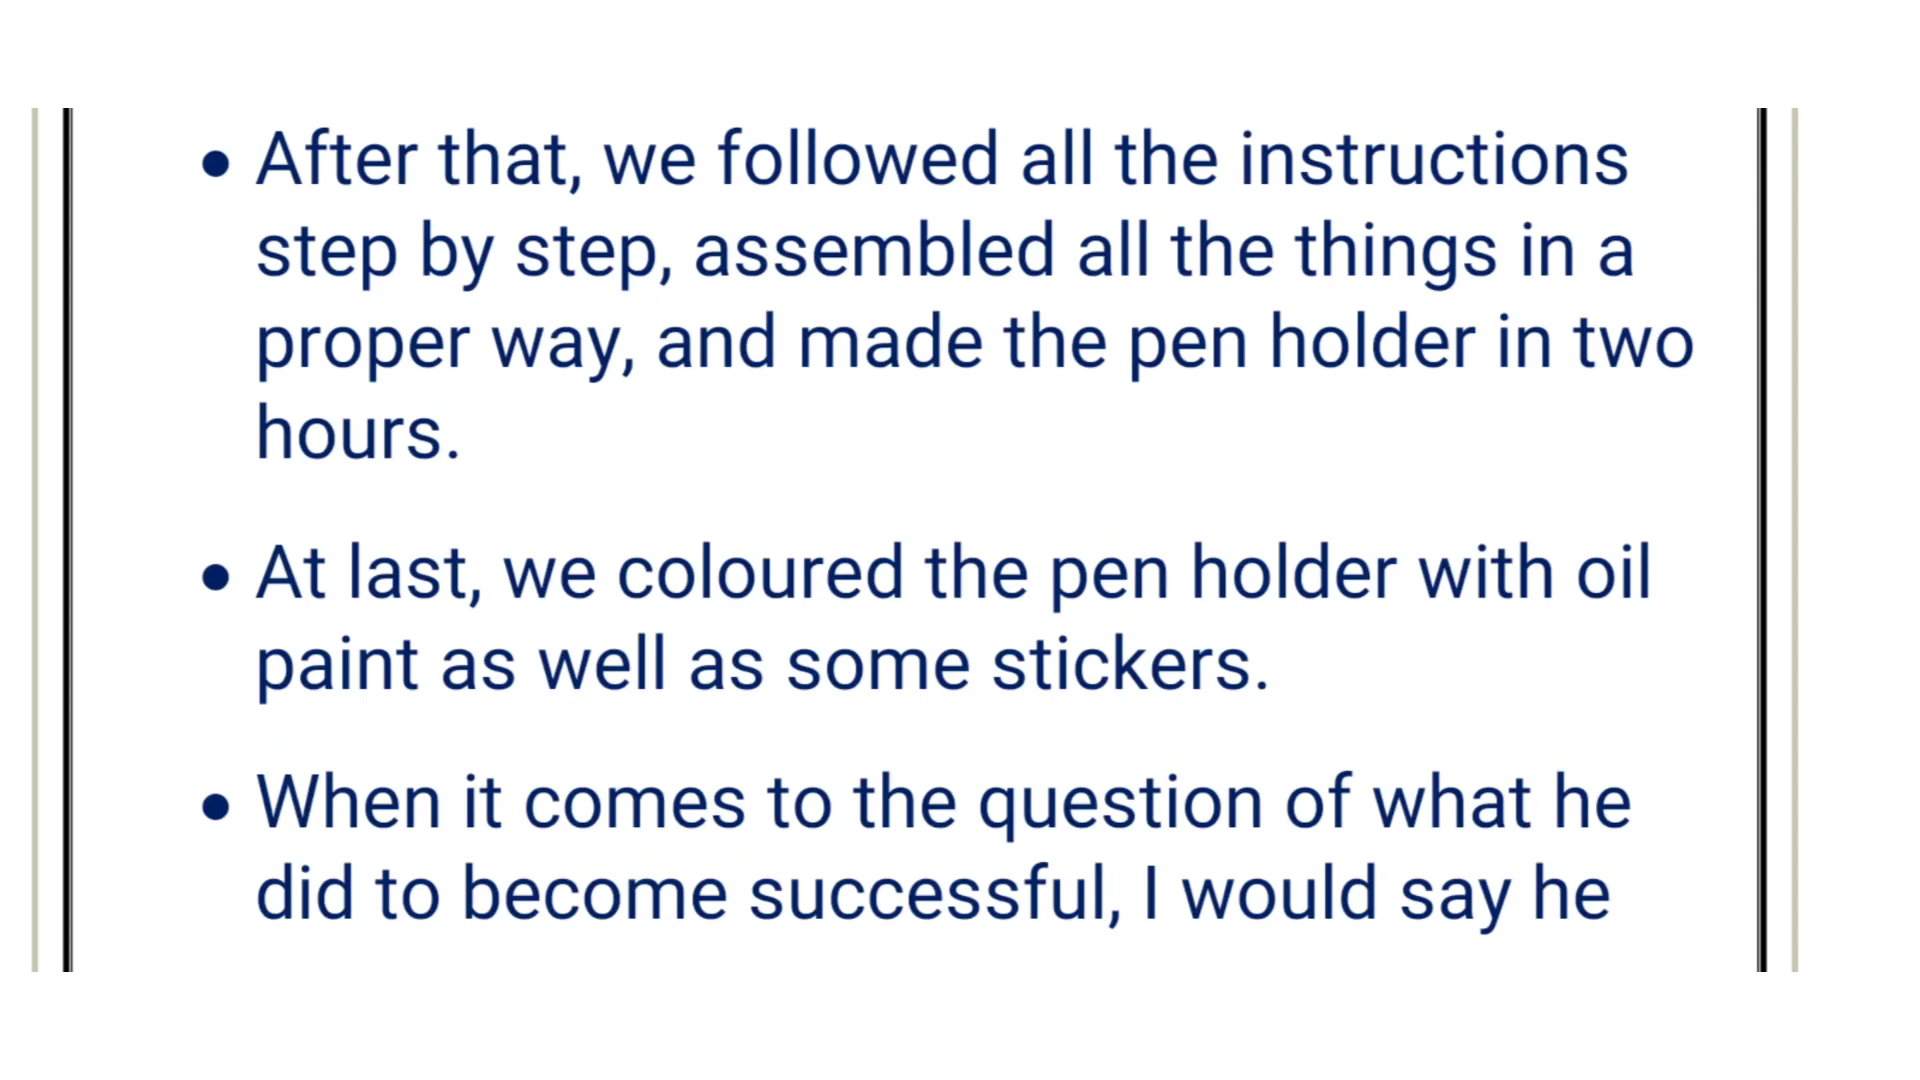 • After that, we followed all the instructions
step by step, assembled all the things in a
proper way, and made the pen holder in two
hours.
• At last, we coloured the pen holder with oil
paint as well as some stickers.
• When it comes to the question of what he
did to become successful, I would say he